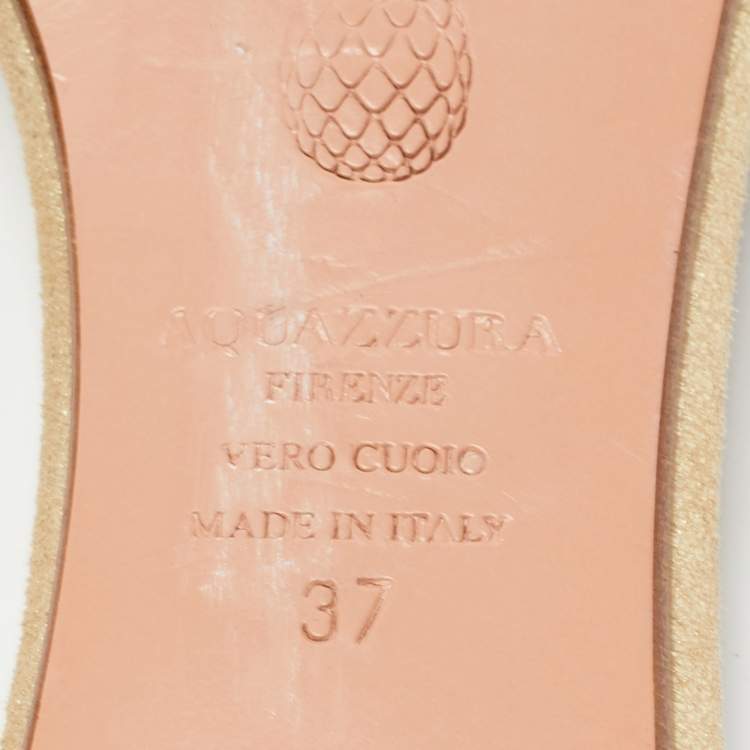 AQUAZZURA
FIRENZE
VERO CUOIO
MADE IN ITALY
37